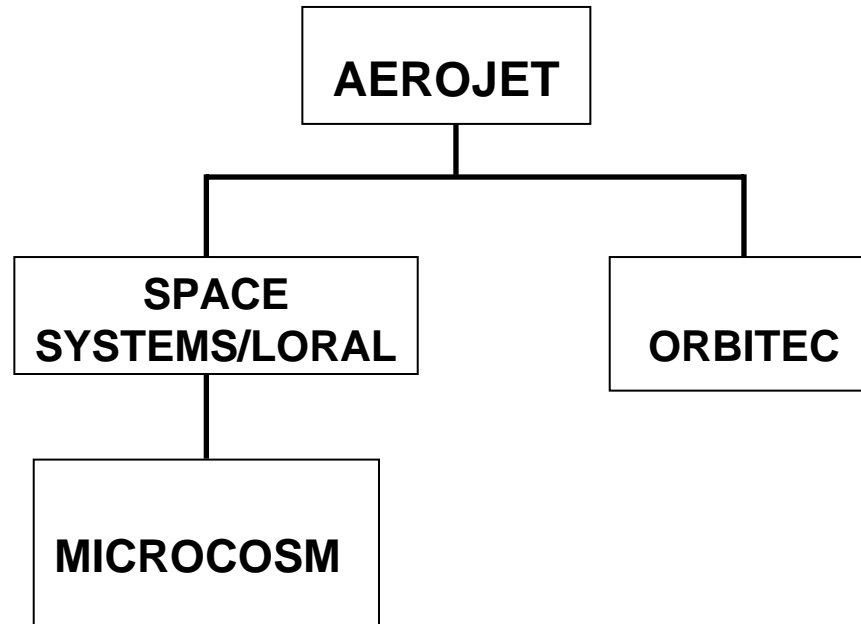 AEROJET
SPACE
SYSTEMS/LORAL
ORBITEC
MICROCOSM